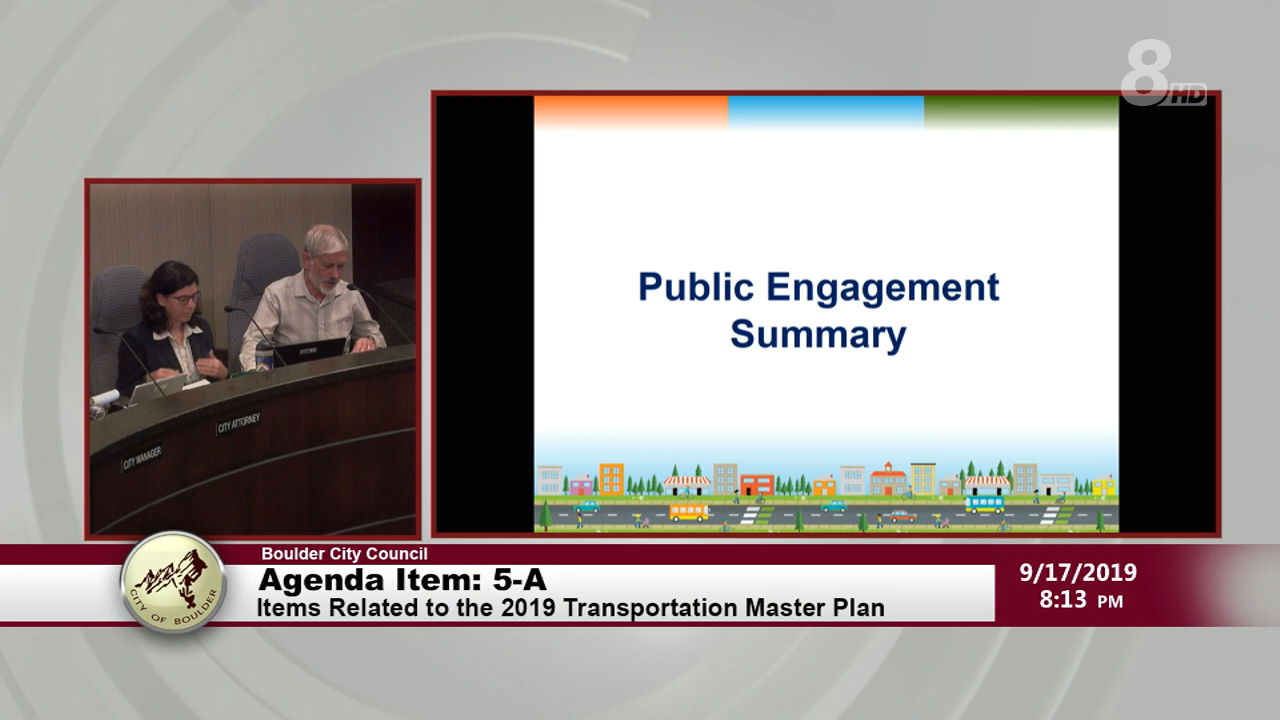 8HD
Public Engagement
Summary
CITY MANAGER
CITY ATTORNEY
Boulder City Council
Agenda Item: 5-A
Items Related to the 2019 Transportation Master Plan
9/17/2019
8:13 PM
CITY OF BOULDER